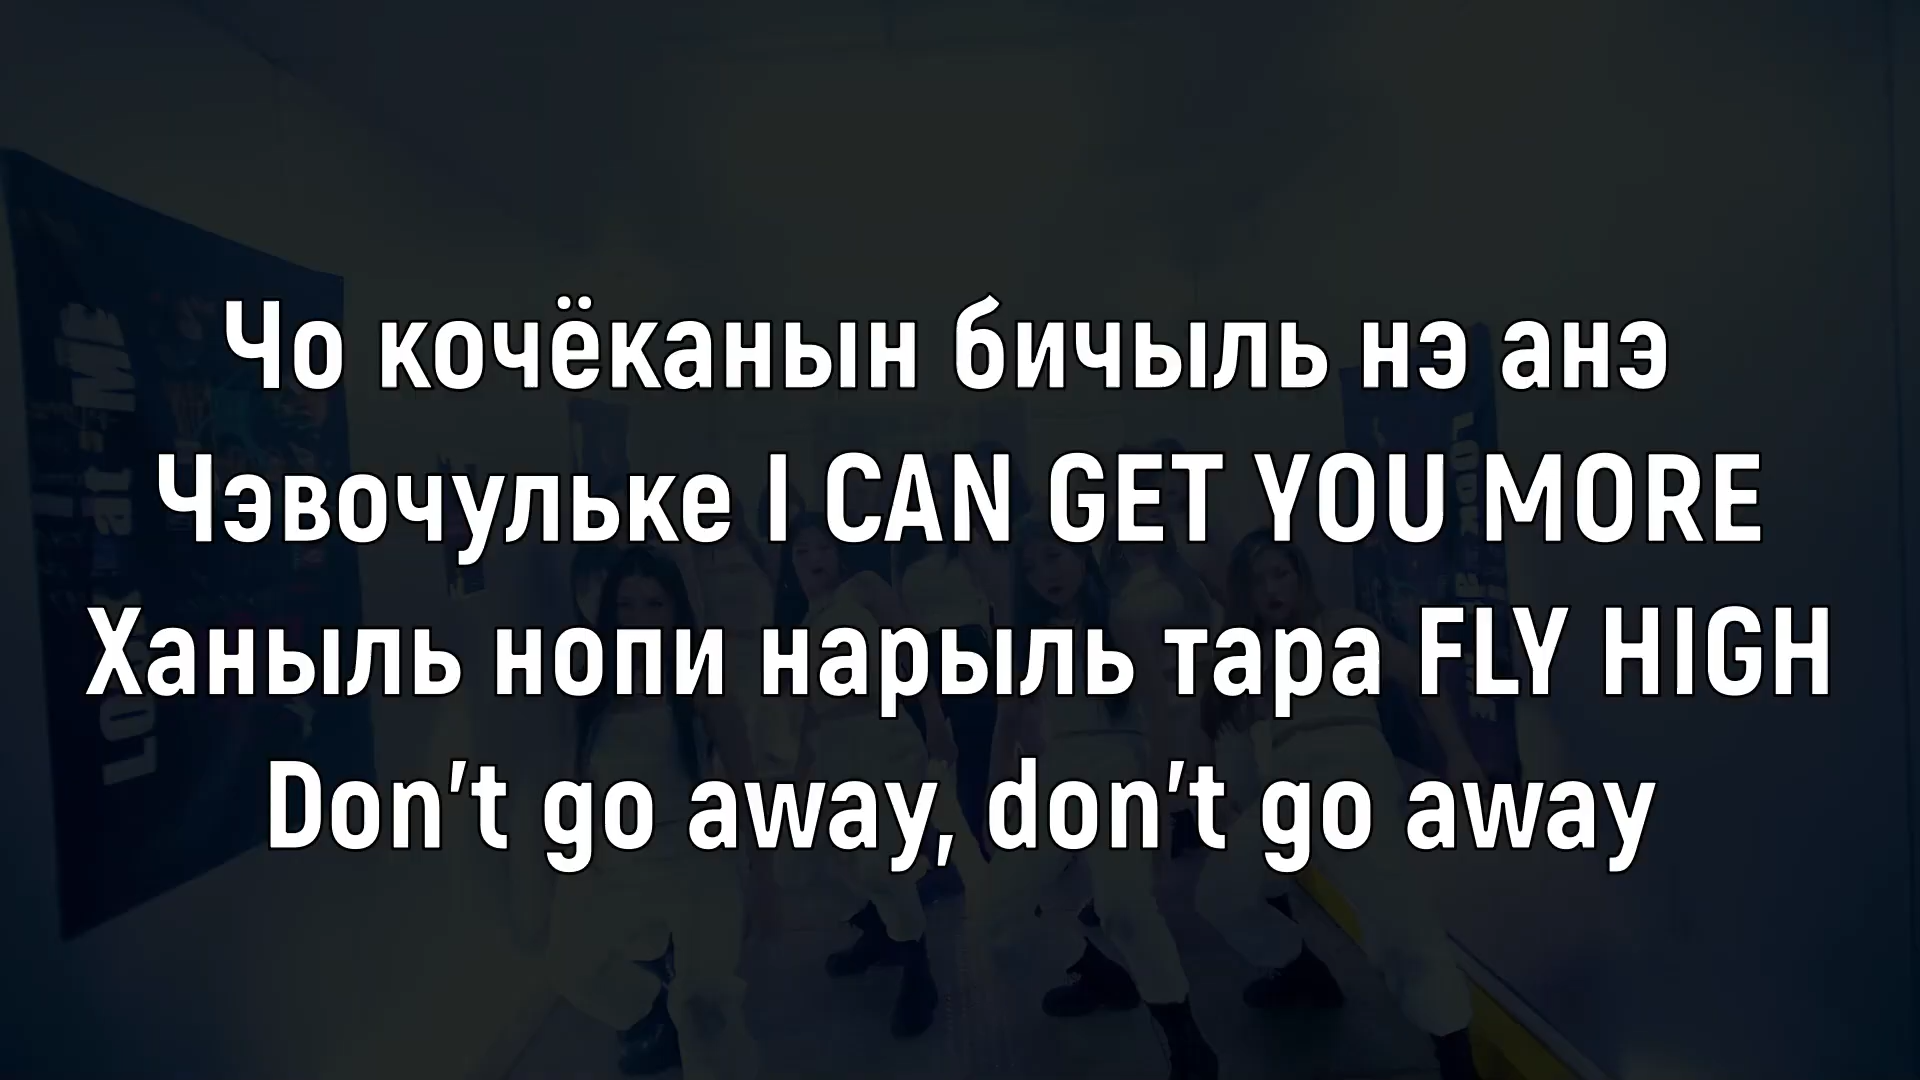 Чо кочёканын бичыль нэ анэ
Чэвочульке I CAN GET YOU MORE
Ханыль нопи нарыль тара FLY HIGH
Don't go away, don't go away